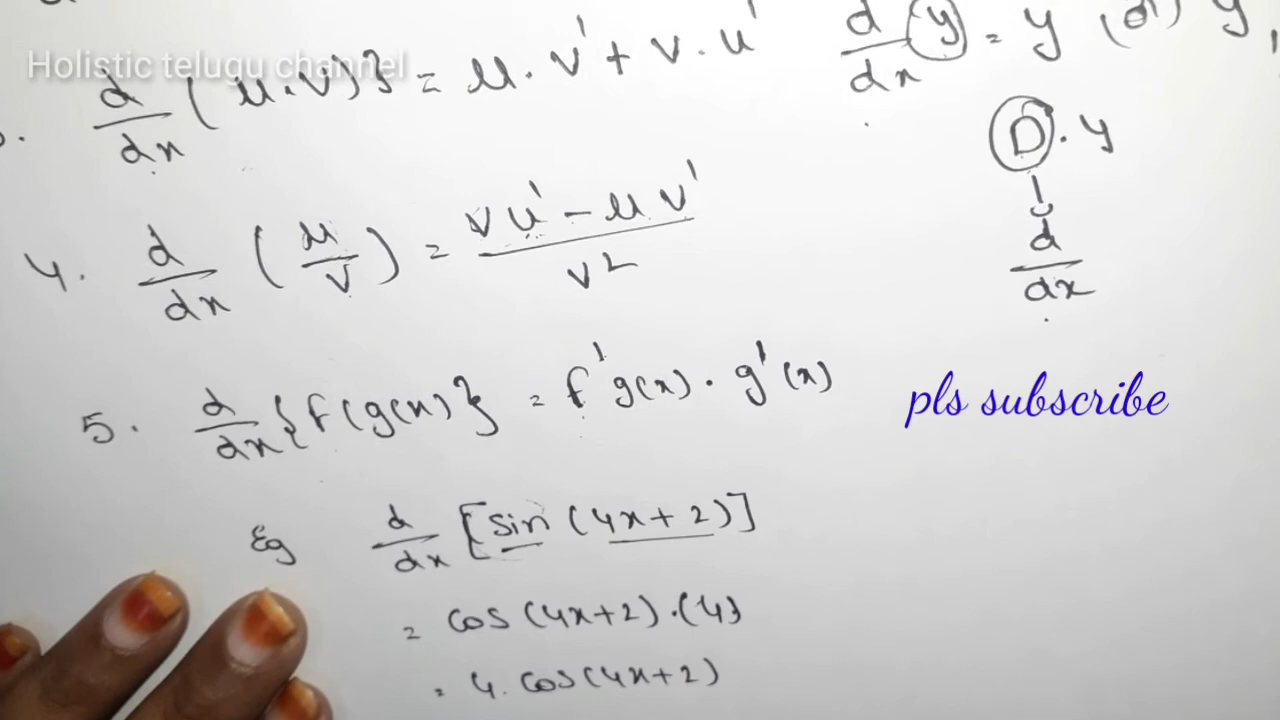 Holistic telugu channel
d/dx (u.v)} = u.v' + v.u'
d/dx (y) = y
D.y
d/dx
4. d/dx (u/v) = vu' - uv' / v2
5. d/dx {f(g(x)} = f'g(x).g'(x)
pls subscribe
Eg d/dx [sin (4x+2)]
= cos (4x+2).(4)
= 4. cos(4x+2)